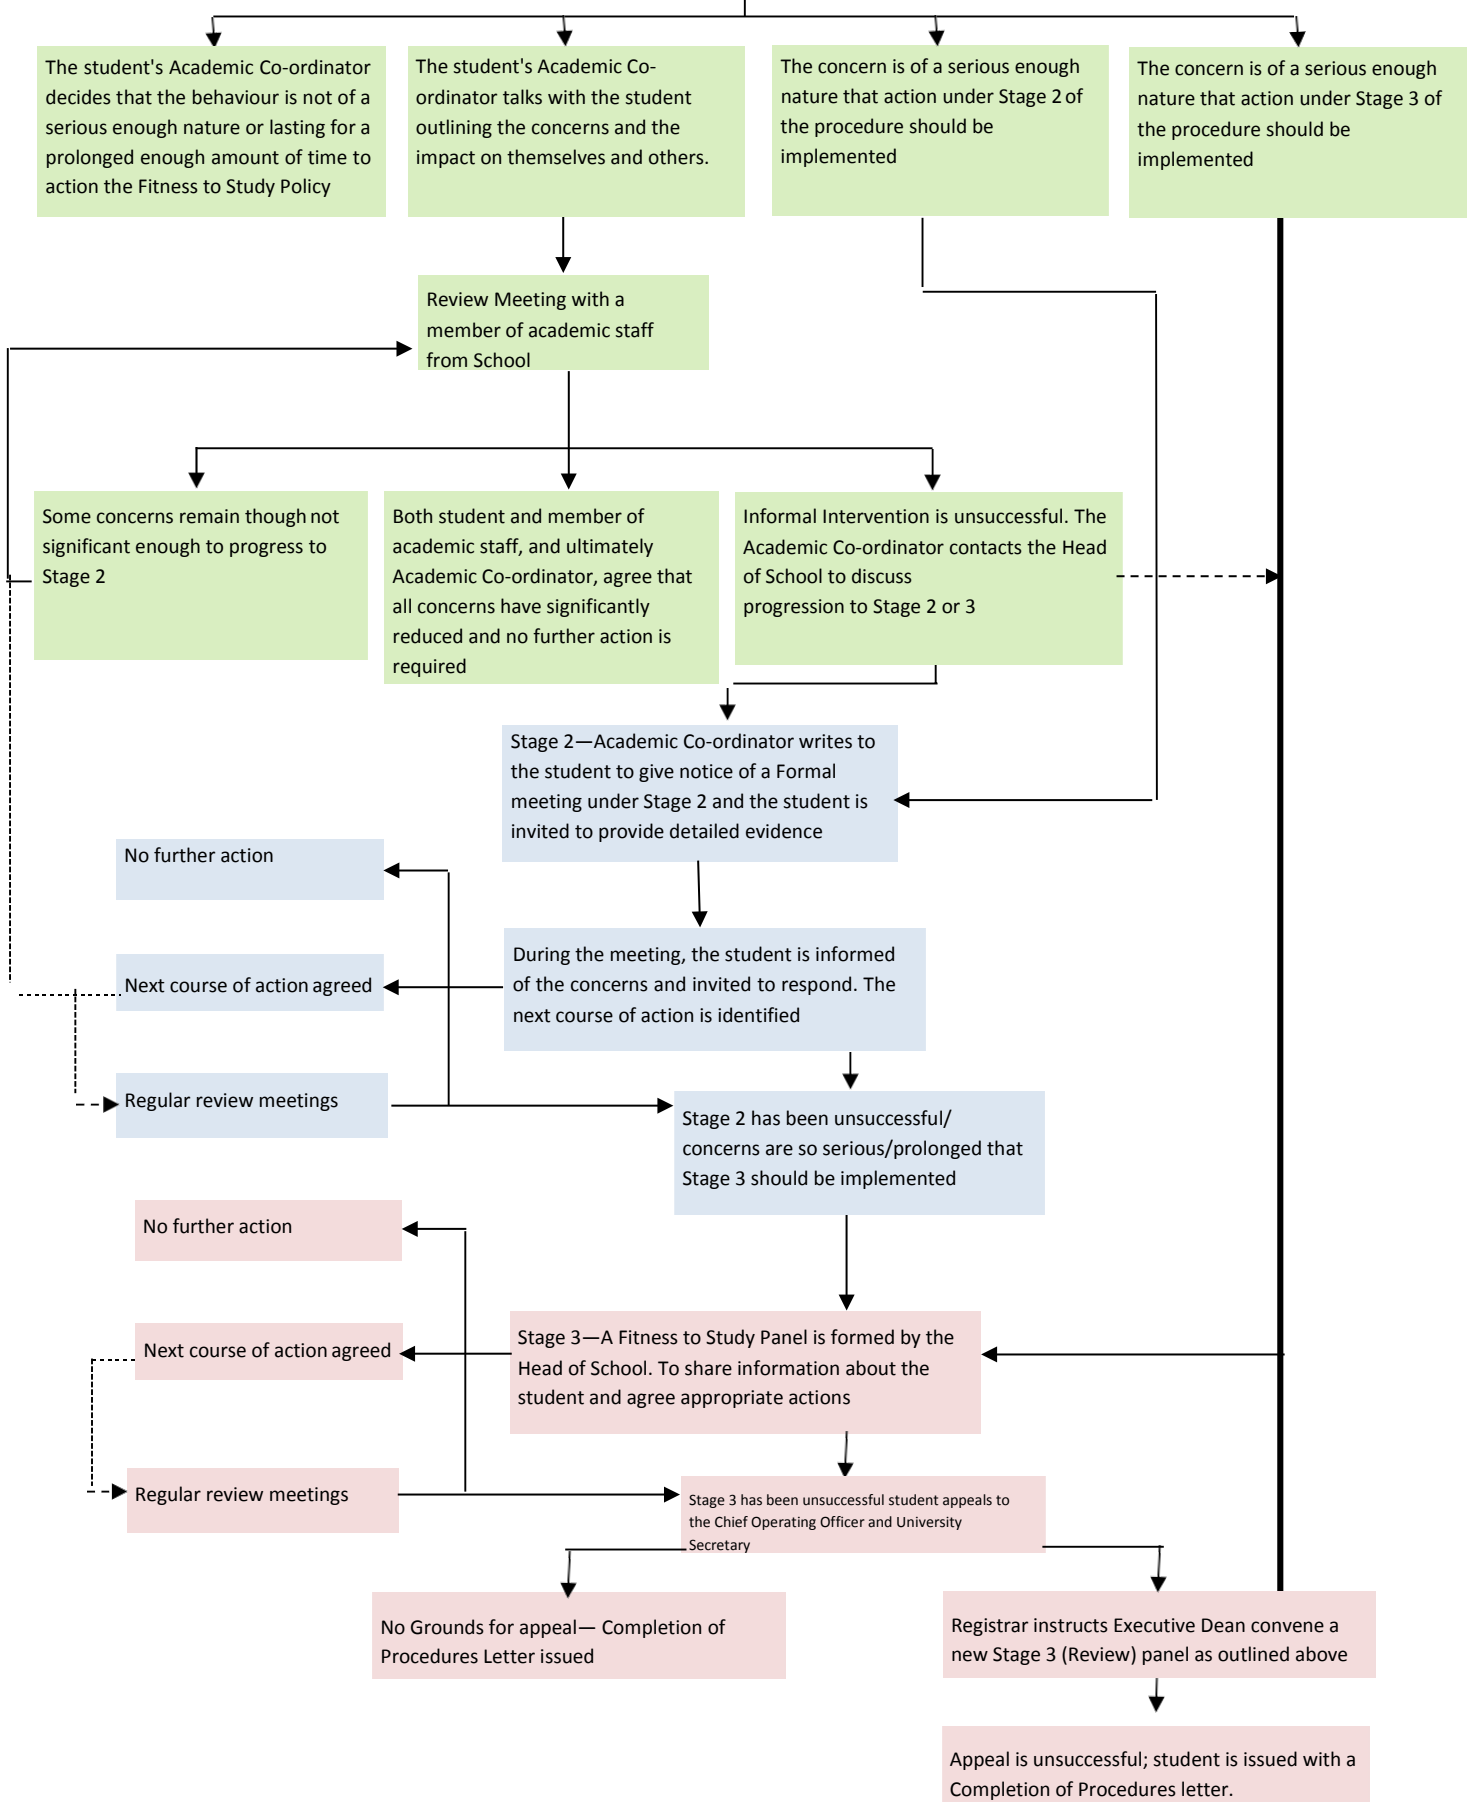 The student's Academic Co-ordinator
decides that the behaviour is not of a
serious enough nature or lasting for a
prolonged enough amount of time to
action the Fitness to Study Policy
The student's Academic Co-
ordinator talks with the student
outlining the concerns and the
impact on themselves and others.
The concern is of a serious enough
nature that action under Stage 2 of
the procedure should be
implemented
The concern is of a serious enough
nature that action under Stage 3 of
the procedure should be
implemented
Review Meeting with a
member of academic staff
from School
Some concerns remain though not
significant enough to progress to
Stage 2
Both student and member of
academic staff, and ultimately
Academic Co-ordinator, agree that
all concerns have significantly
reduced and no further action is
required
Informal Intervention is unsuccessful. The
Academic Co-ordinator contacts the Head
of School to discuss
progression to Stage 2 or 3
Stage 2—Academic Co-ordinator writes to
the student to give notice of a Formal
meeting under Stage 2 and the student is
invited to provide detailed evidence
No further action
During the meeting, the student is informed
of the concerns and invited to respond. The
next course of action is identified
Next course of action agreed
Regular review meetings
Stage 2 has been unsuccessful/
concerns are so serious/prolonged that
Stage 3 should be implemented
No further action
Stage 3—A Fitness to Study Panel is formed by the
Head of School. To share information about the
student and agree appropriate actions
Next course of action agreed
Regular review meetings
Stage 3 has been unsuccessful student appeals to
the Chief Operating Officer and University
Secretary
No Grounds for appeal— Completion of
Procedures Letter issued
Registrar instructs Executive Dean convene a
new Stage 3 (Review) panel as outlined above
Appeal is unsuccessful; student is issued with a
Completion of Procedures letter.